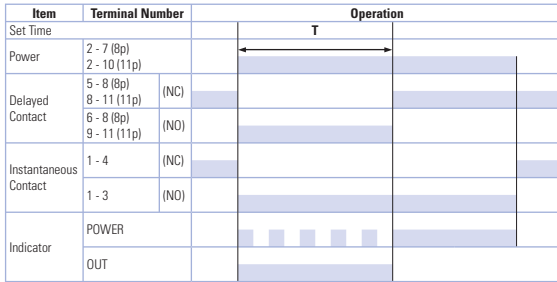 Item Terminal Number Operation
Set Time T
Power 2 - 7 (8p)
2 - 10 (11p)
Delayed Contact
5 - 8 (8p)
8 - 11 (11p)
(NC)
6 - 8 (8p)
9 - 11 (11p)
(NO)
Instantaneous Contact
1 - 4 (NC)
1 - 3 (NO)
Indicator
POWER
OUT